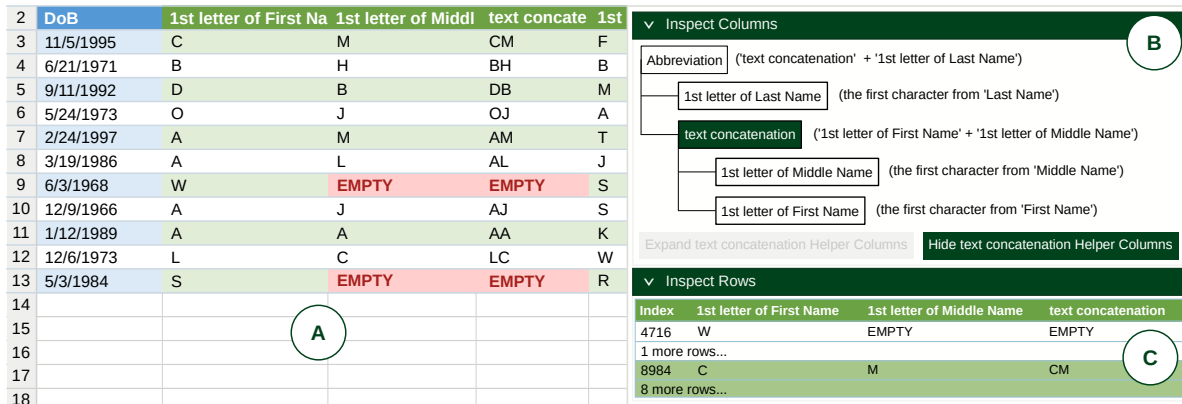 2 DoB 1st letter of First Na 1st letter of Middl text concate 1st
3 11/5/1995 C M CM F
4 6/21/1971 B H BH B
5 9/11/1992 D B DB M
6 5/24/1973 O J OJ A
7 2/24/1997 A M AM T
8 3/19/1986 A L AL J
9 6/3/1968 W EMPTY EMPTY S
10 12/9/1966 A J AJ S
11 1/12/1989 A A AA K
12 12/6/1973 L C LC W
13 5/3/1984 S EMPTY EMPTY R
14
15
16
17
18
A
Inspect Columns
B
Abbreviation ('text concatenation' + '1st letter of Last Name')
1st letter of Last Name (the first character from 'Last Name')
text concatenation ('1st letter of First Name' + '1st letter of Middle Name')
1st letter of Middle Name (the first character from 'Middle Name')
1st letter of First Name (the first character from 'First Name')
Expand text concatenation Helper Columns Hide text concatenation Helper Columns
Inspect Rows
Index 1st letter of First Name 1st letter of Middle Name text concatenation
4716 W EMPTY EMPTY
1 more rows...
C
8984 C M CM
8 more rows...